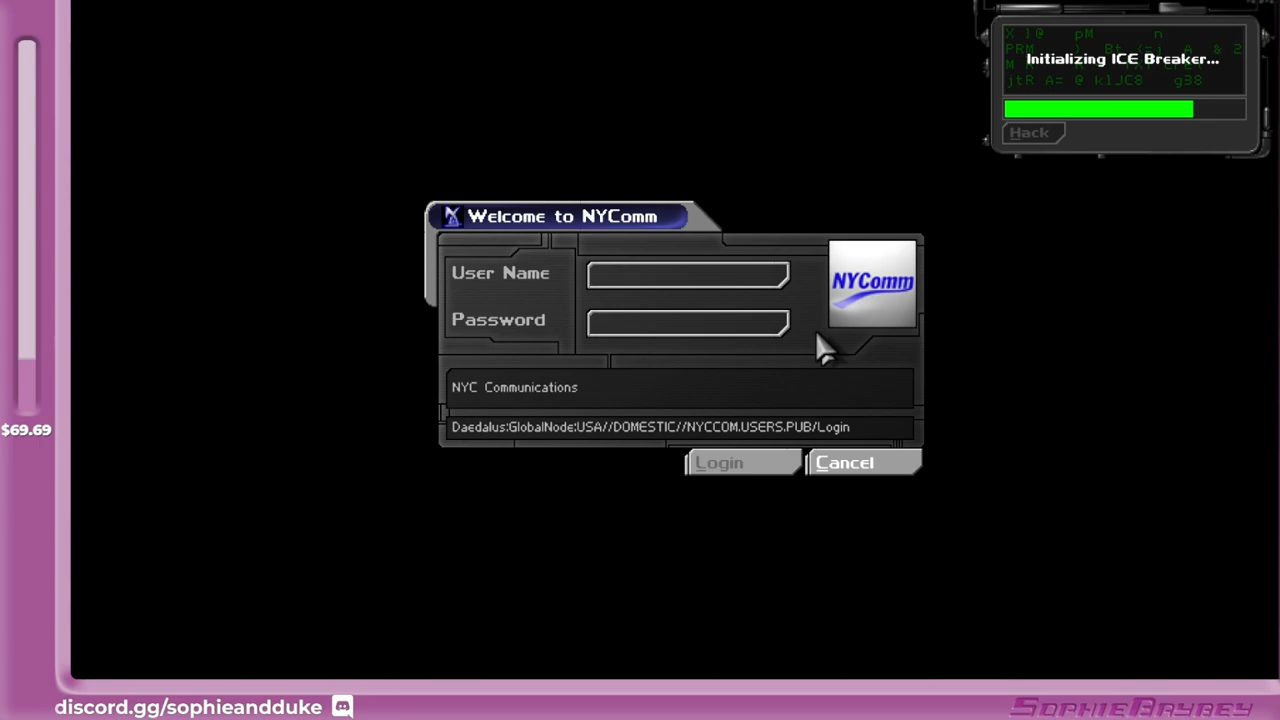 Initializing ICE Breaker...
Hack
Welcome to NYComm
User Name
NYComm
Password
NYC Communications
Daedalus:GlobalNode:USA//DOMESTIC//NYCCOM.USERS.PUB/Login
Login
Cancel
$69.69
discord.gg/sophieandduke
SOPHIEBAYBEY